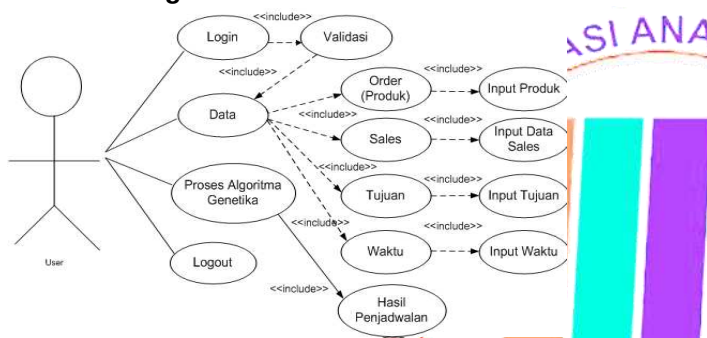 <<include>>
Login
Validasi
<<include>>
Order
(Produk)
<<include>>
Input Produk
Data
<<include>>
Sales
<<include>>
Input Data
Sales
<<include>>
Tujuan
<<include>>
Input Tujuan
Proses Algoritma
Genetika
<<include>>
Waktu
<<include>>
Input Waktu
User
Logout
<<include>>
Hasil
Penjadwalan
ASI ANA